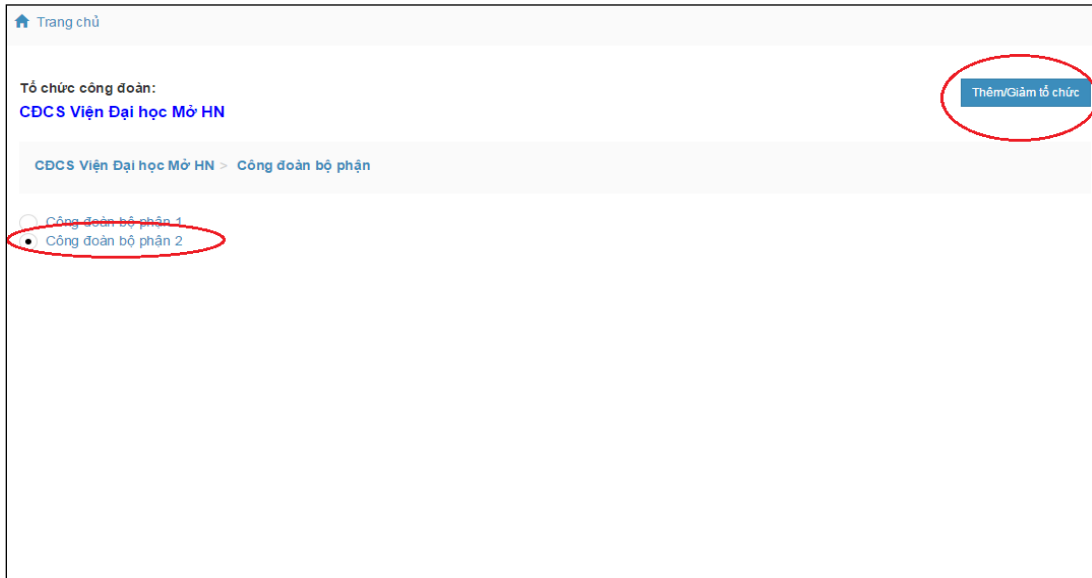 Trang chủ
Tổ chức công đoàn:
Thêm/Giảm tổ chức
CĐCS Viện Đại học Mở HN
CĐCS Viện Đại học Mở HN > Công đoàn bộ phận
Công đoàn bộ phận 1
Công đoàn bộ phận 2